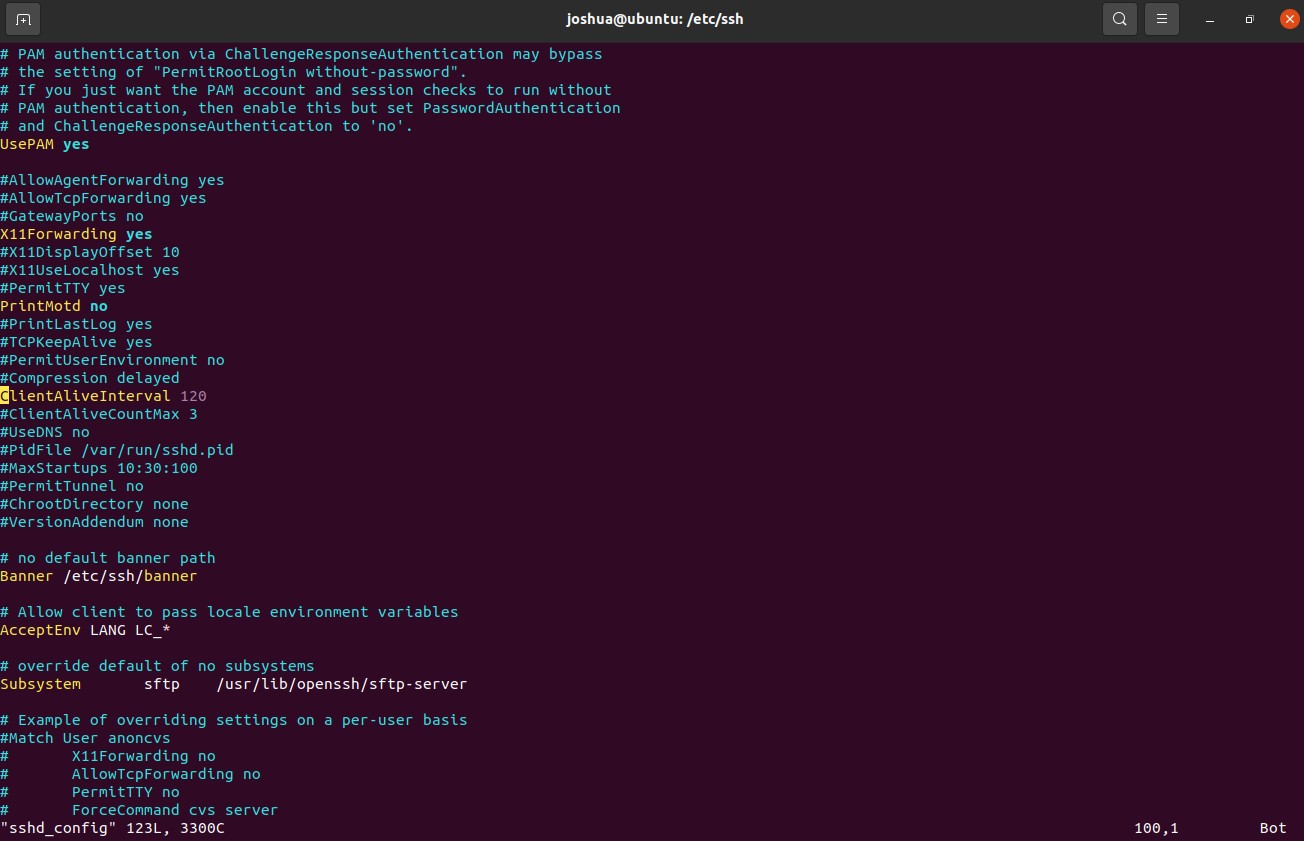 joshua@ubuntu: /etc/ssh
# PAM authentication via ChallengeResponseAuthentication may bypass
# the setting of "PermitRootLogin without-password".
# If you just want the PAM account and session checks to run without
# PAM authentication, then enable this but set PasswordAuthentication
# and ChallengeResponseAuthentication to 'no'.
UsePAM yes

#AllowAgentForwarding yes
#AllowTcpForwarding yes
#GatewayPorts no
X11Forwarding yes
#X11DisplayOffset 10
#X11UseLocalhost yes
#PermitTTY yes
PrintMotd no
#PrintLastLog yes
#TCPKeepAlive yes
#PermitUserEnvironment no
#Compression delayed
ClientAliveInterval 120
#ClientAliveCountMax 3
#UseDNS no
#PidFile /var/run/sshd.pid
#MaxStartups 10:30:100
#PermitTunnel no
#ChrootDirectory none
#VersionAddendum none

# no default banner path
Banner /etc/ssh/banner

# Allow client to pass locale environment variables
AcceptEnv LANG LC_*

# override default of no subsystems
Subsystem       sftp    /usr/lib/openssh/sftp-server

# Example of overriding settings on a per-user basis
#Match User anoncvs
#       X11Forwarding no
#       AllowTcpForwarding no
#       PermitTTY no
#       ForceCommand cvs server
"sshd_config" 123L, 3300C 100,1 Bot